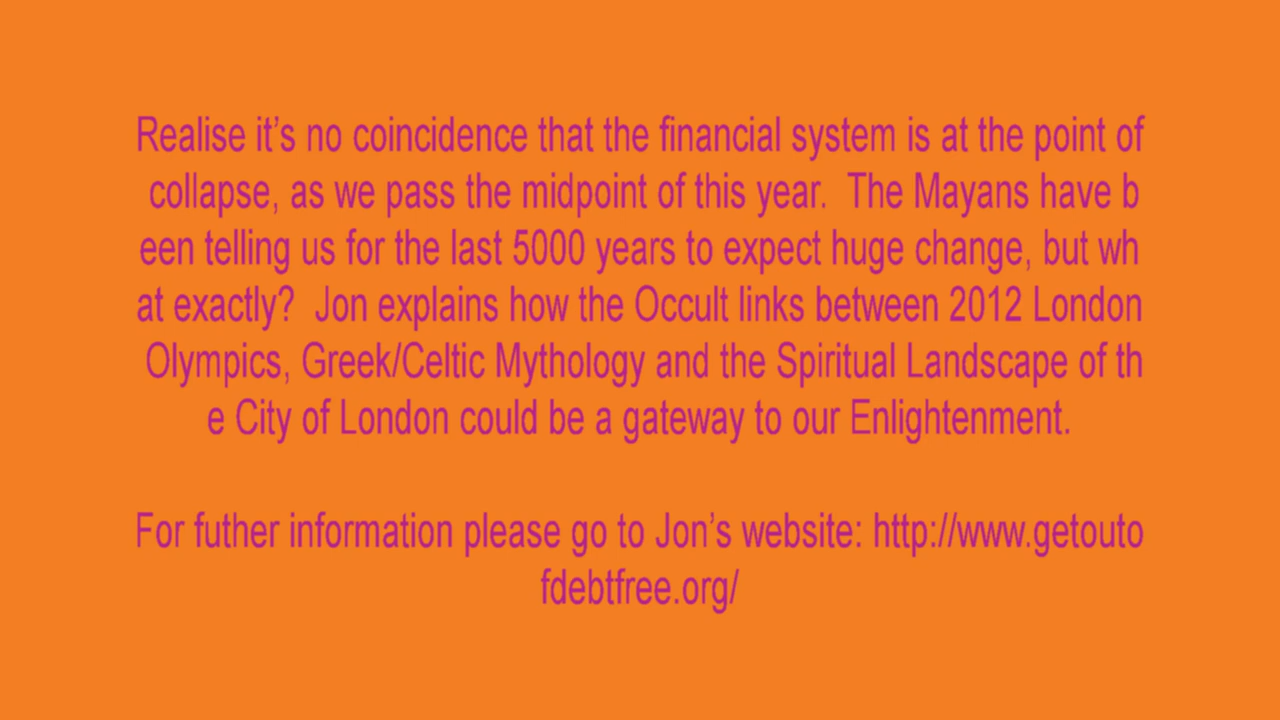 Realise it’s no coincidence that the financial system is at the point of
collapse, as we pass the midpoint of this year.  The Mayans have b
een telling us for the last 5000 years to expect huge change, but wh
at exactly?  Jon explains how the Occult links between 2012 London
Olympics, Greek/Celtic Mythology and the Spiritual Landscape of th
e City of London could be a gateway to our Enlightenment.
For futher information please go to Jon’s website: http://www.getouto
fdebtfree.org/